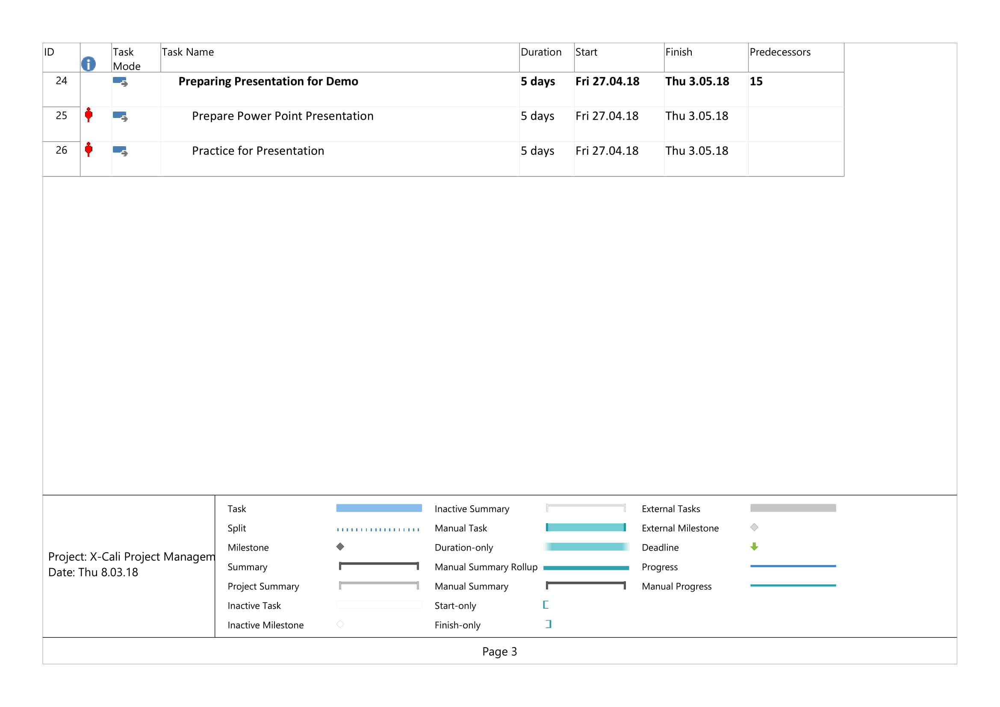 ID Task Mode Task Name Duration Start Finish Predecessors
24 Preparing Presentation for Demo 5 days Fri 27.04.18 Thu 3.05.18 15
25 Prepare Power Point Presentation 5 days Fri 27.04.18 Thu 3.05.18
26 Practice for Presentation 5 days Fri 27.04.18 Thu 3.05.18
Project: X-Cali Project Managem
Date: Thu 8.03.18
Task
Split
Milestone
Summary
Project Summary
Inactive Task
Inactive Milestone
Inactive Summary
Manual Task
Duration-only
Manual Summary Rollup
Manual Summary
Start-only
Finish-only
External Tasks
External Milestone
Deadline
Progress
Manual Progress
Page 3